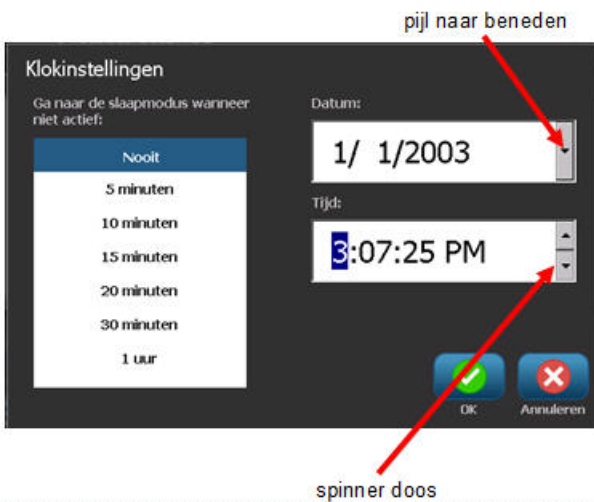 pijl naar beneden
Klokinstellingen
Ga naar de slaapmodus wanneer
niet actief:
Nooit
5 minuten
10 minuten
15 minuten
20 minuten
30 minuten
1 uur
Datum:
1/ 1/2003
Tijd:
3:07:25 PM
OK
Annuleren
spinner doos